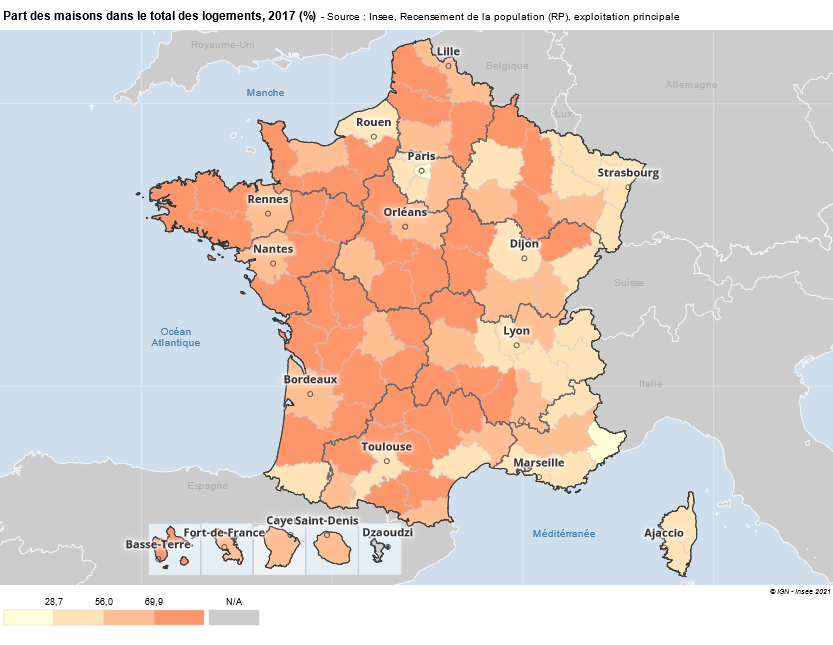 Part des maisons dans le total des logements, 2017 (%) - Source : Insee, Recensement de la population (RP), exploitation principale
Royaume-Uni
Lille
Belgique
Allemagne
Manche
Lux.
Rouen
Paris
Strasbourg
Rennes
Orléans
Nantes
Dijon
Suisse
Océan
Atlantique
Lyon
Bordeaux
Italie
Toulouse
Marseille
Espagne
Fort-de-France
Saint-Denis
Dzaoudzi
Basse-Terre
Méditérranée
Ajaccio
© IGN - Insee 2021
28,7
56,0
69,9
N/A